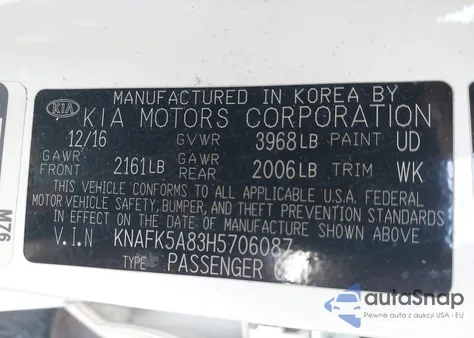 MANUFACTURED IN KOREA BY
KIA KIA MOTORS CORPORATION
12/16 GVWR 3968LB PAINT UD
GAWR FRONT 2161LB GAWR REAR 2006LB TRIM WK
THIS VEHICLE CONFORMS TO ALL APPLICABLE U.S.A. FEDERAL
MOTOR VEHICLE SAFETY, BUMPER, AND THEFT PREVENTION STANDARDS
IN EFFECT ON THE DATE OF MANUFACTURE SHOWN ABOVE
V.I.N KNAFK5A83H5706087
TYPE PASSENGER
M76
autoSnap
Pewne auta z aukcji USA i EU